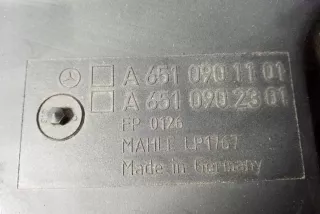 A 651 090 11 01
A 651 090 23 01
PP 0126
MAHLE LP1767
Made in Germany